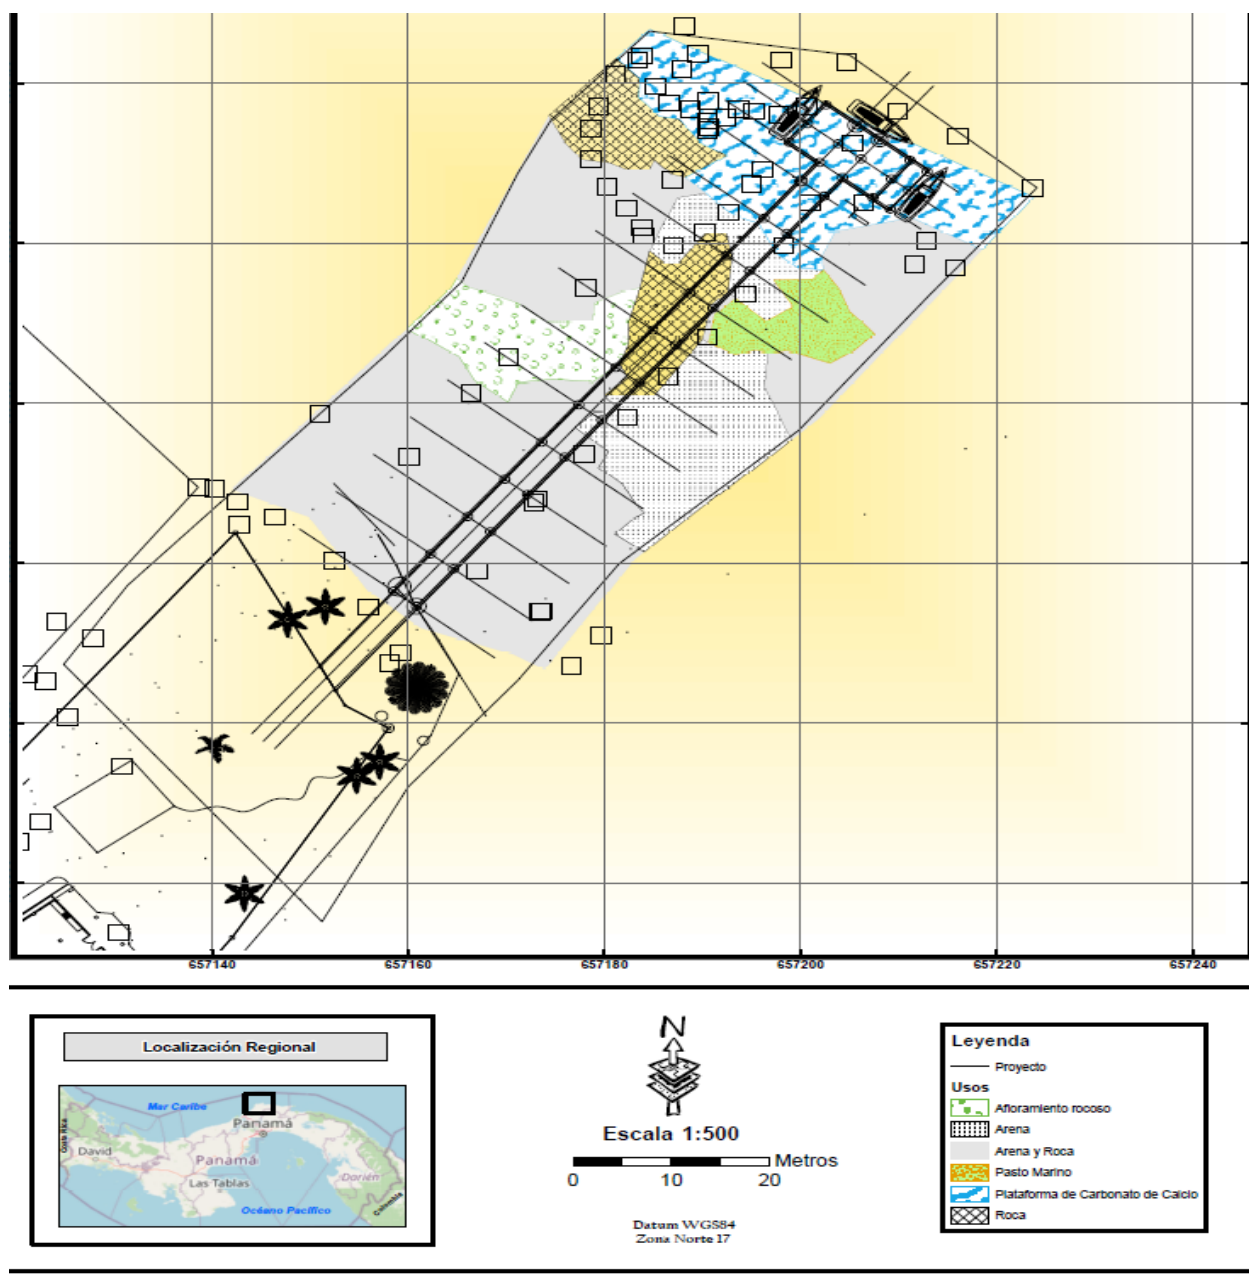 657140 657160 657180 657200 657220 657240
Localización Regional
Mar Caribe
Costa Rica
Panamá
David
Panamá
Las Tablas
Darién
Colombia
Océano Pacífico
N
Escala 1:500
Metros
0 10 20
Datum WGS84
Zona Norte 17
Leyenda
Proyecto
Usos
Afloramiento rocoso
Arena
Arena y Roca
Pasto Marino
Plataforma de Carbonato de Calcio
Roca